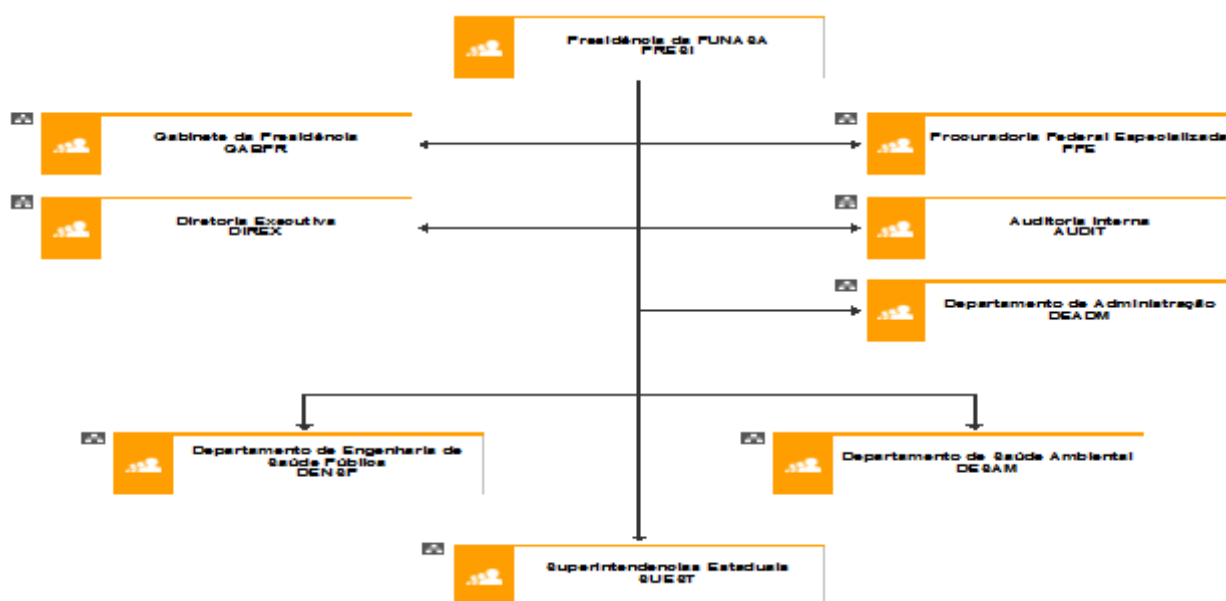 Presidência da FUNASA
PRESI
Gabinete da Presidência
GABPR
Procuradoria Federal Especializada
PFE
Diretoria Executiva
DIREX
Auditoria Interna
AUDIT
Departamento de Administração
DEADM
Departamento de Engenharia de
Saúde Pública
DENSP
Departamento de Saúde Ambiental
DESAM
Superintendencias Estaduais
SUEST